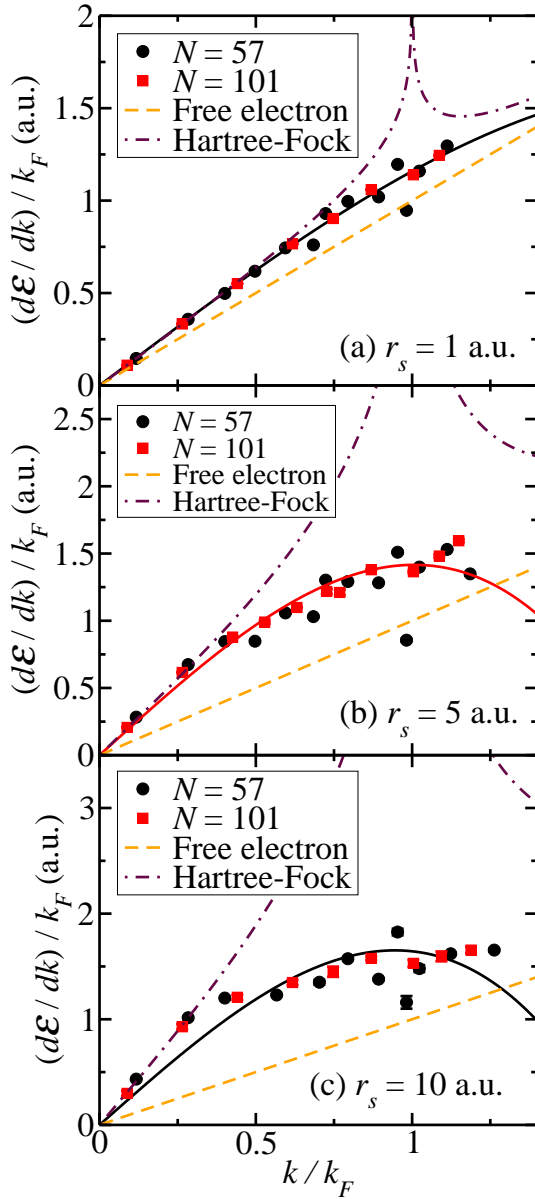 2
1.5
1
0.5
0
(dℰ / dk) / k_F (a.u.)
N = 57
N = 101
Free electron
Hartree-Fock
(a) r_s = 1 a.u.
2.5
2
1.5
1
0.5
0
(dℰ / dk) / k_F (a.u.)
N = 57
N = 101
Free electron
Hartree-Fock
(b) r_s = 5 a.u.
3
2
1
0
(dℰ / dk) / k_F (a.u.)
N = 57
N = 101
Free electron
Hartree-Fock
(c) r_s = 10 a.u.
0 0.5 1
k / k_F